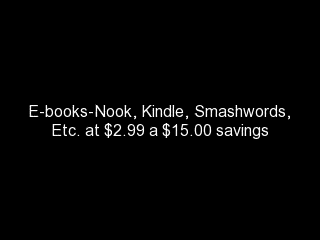 E-books-Nook, Kindle, Smashwords,
Etc. at $2.99 a $15.00 savings